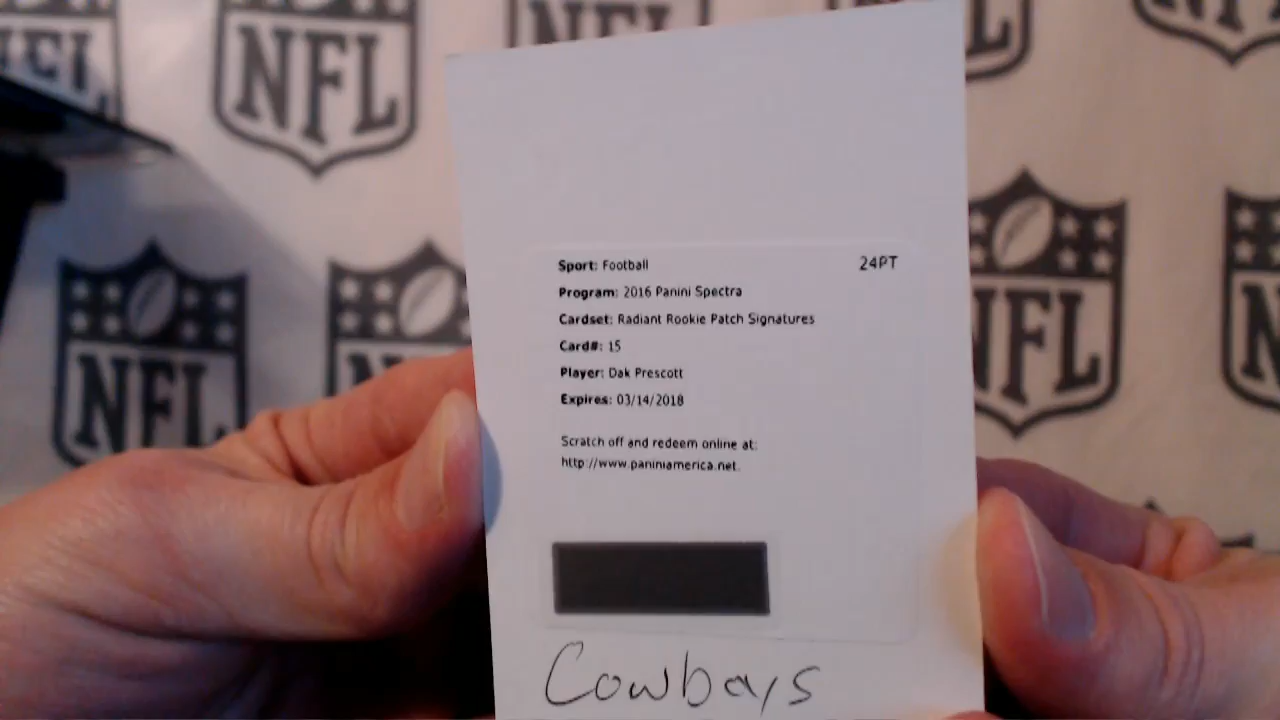 NFL
NFL
NFL
NFL
NFL
NFL
NFL
Sport: Football 24PT
Program: 2016 Panini Spectra
Cardset: Radiant Rookie Patch Signatures
Card#: 15
Player: Dak Prescott
Expires: 03/14/2018
Scratch off and redeem online at:
http://www.paniniamerica.net.
Cowboys